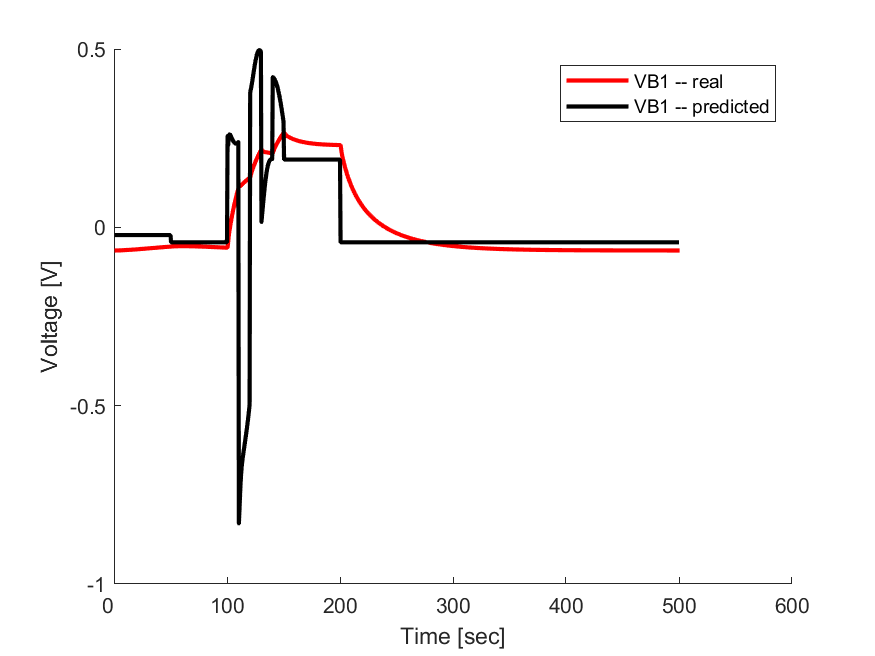 0.5
0
-0.5
-1
0 100 200 300 400 500 600
Voltage [V]
Time [sec]
VB1 -- real
VB1 -- predicted